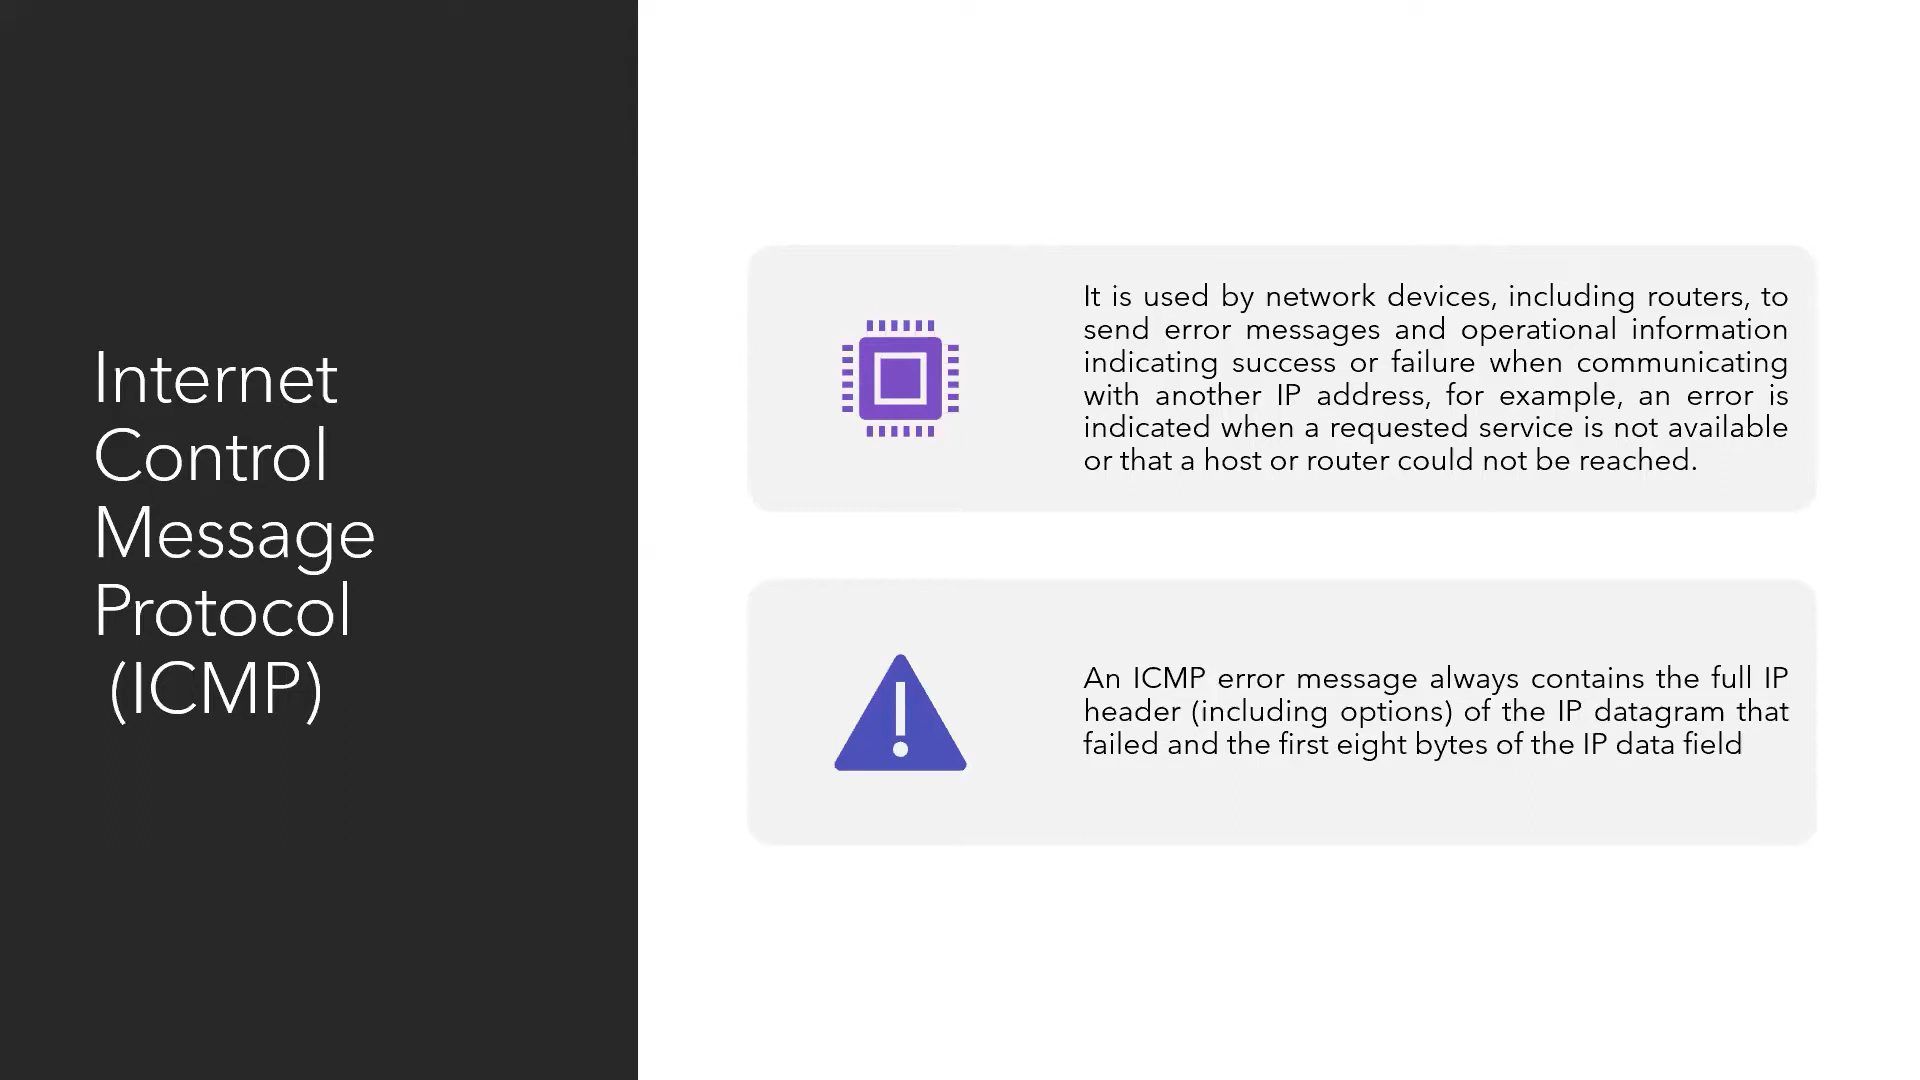 Internet
Control
Message
Protocol
(ICMP)
It is used by network devices, including routers, to
send error messages and operational information
indicating success or failure when communicating
with another IP address, for example, an error is
indicated when a requested service is not available
or that a host or router could not be reached.
An ICMP error message always contains the full IP
header (including options) of the IP datagram that
failed and the first eight bytes of the IP data field